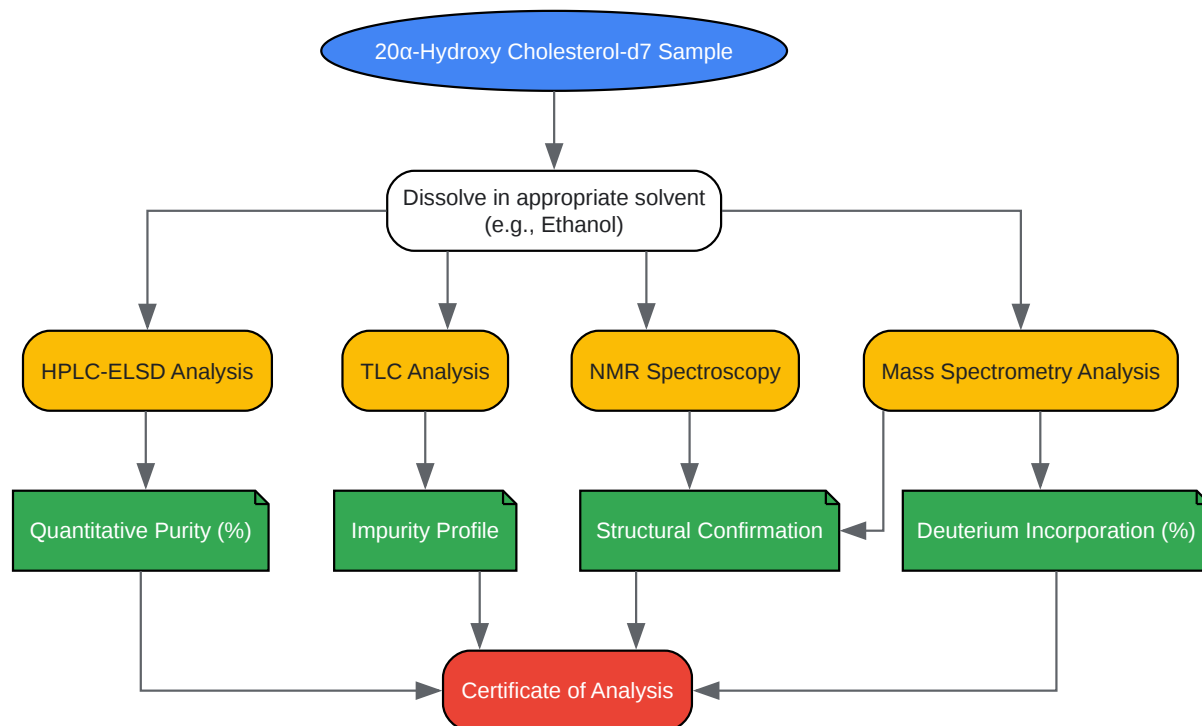 20α-Hydroxy Cholesterol-d7 Sample
Dissolve in appropriate solvent
(e.g., Ethanol)
HPLC-ELSD Analysis
TLC Analysis
NMR Spectroscopy
Mass Spectrometry Analysis
Quantitative Purity (%)
Impurity Profile
Structural Confirmation
Deuterium Incorporation (%)
Certificate of Analysis